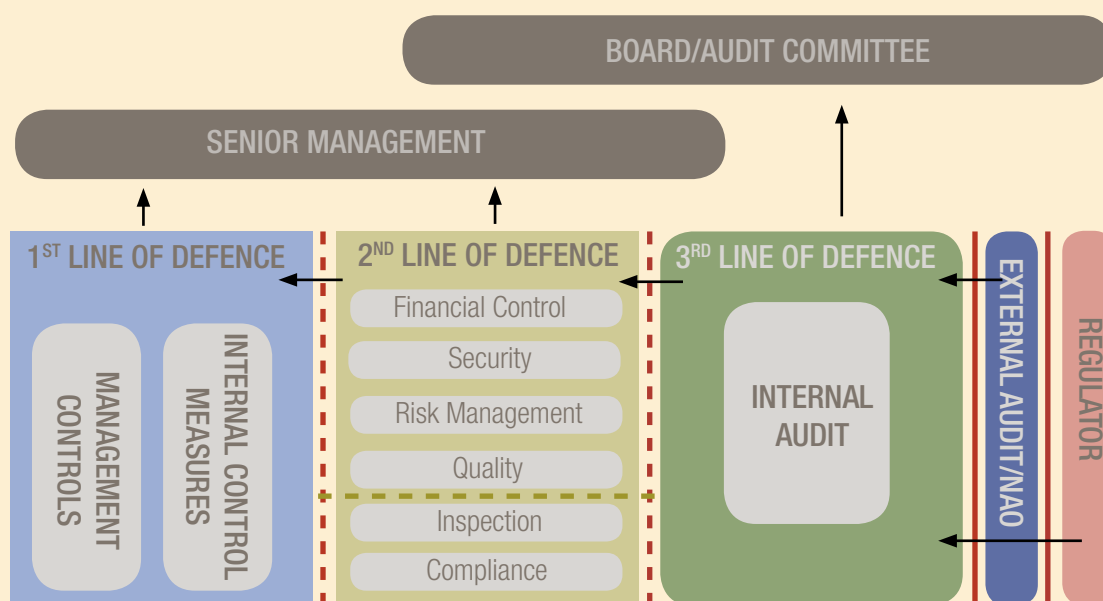 BOARD/AUDIT COMMITTEE
SENIOR MANAGEMENT
1ST LINE OF DEFENCE
MANAGEMENT
CONTROLS
INTERNAL CONTROL
MEASURES
2ND LINE OF DEFENCE
Financial Control
Security
Risk Management
Quality
Inspection
Compliance
3RD LINE OF DEFENCE
INTERNAL
AUDIT
EXTERNAL AUDIT/NAO
REGULATOR